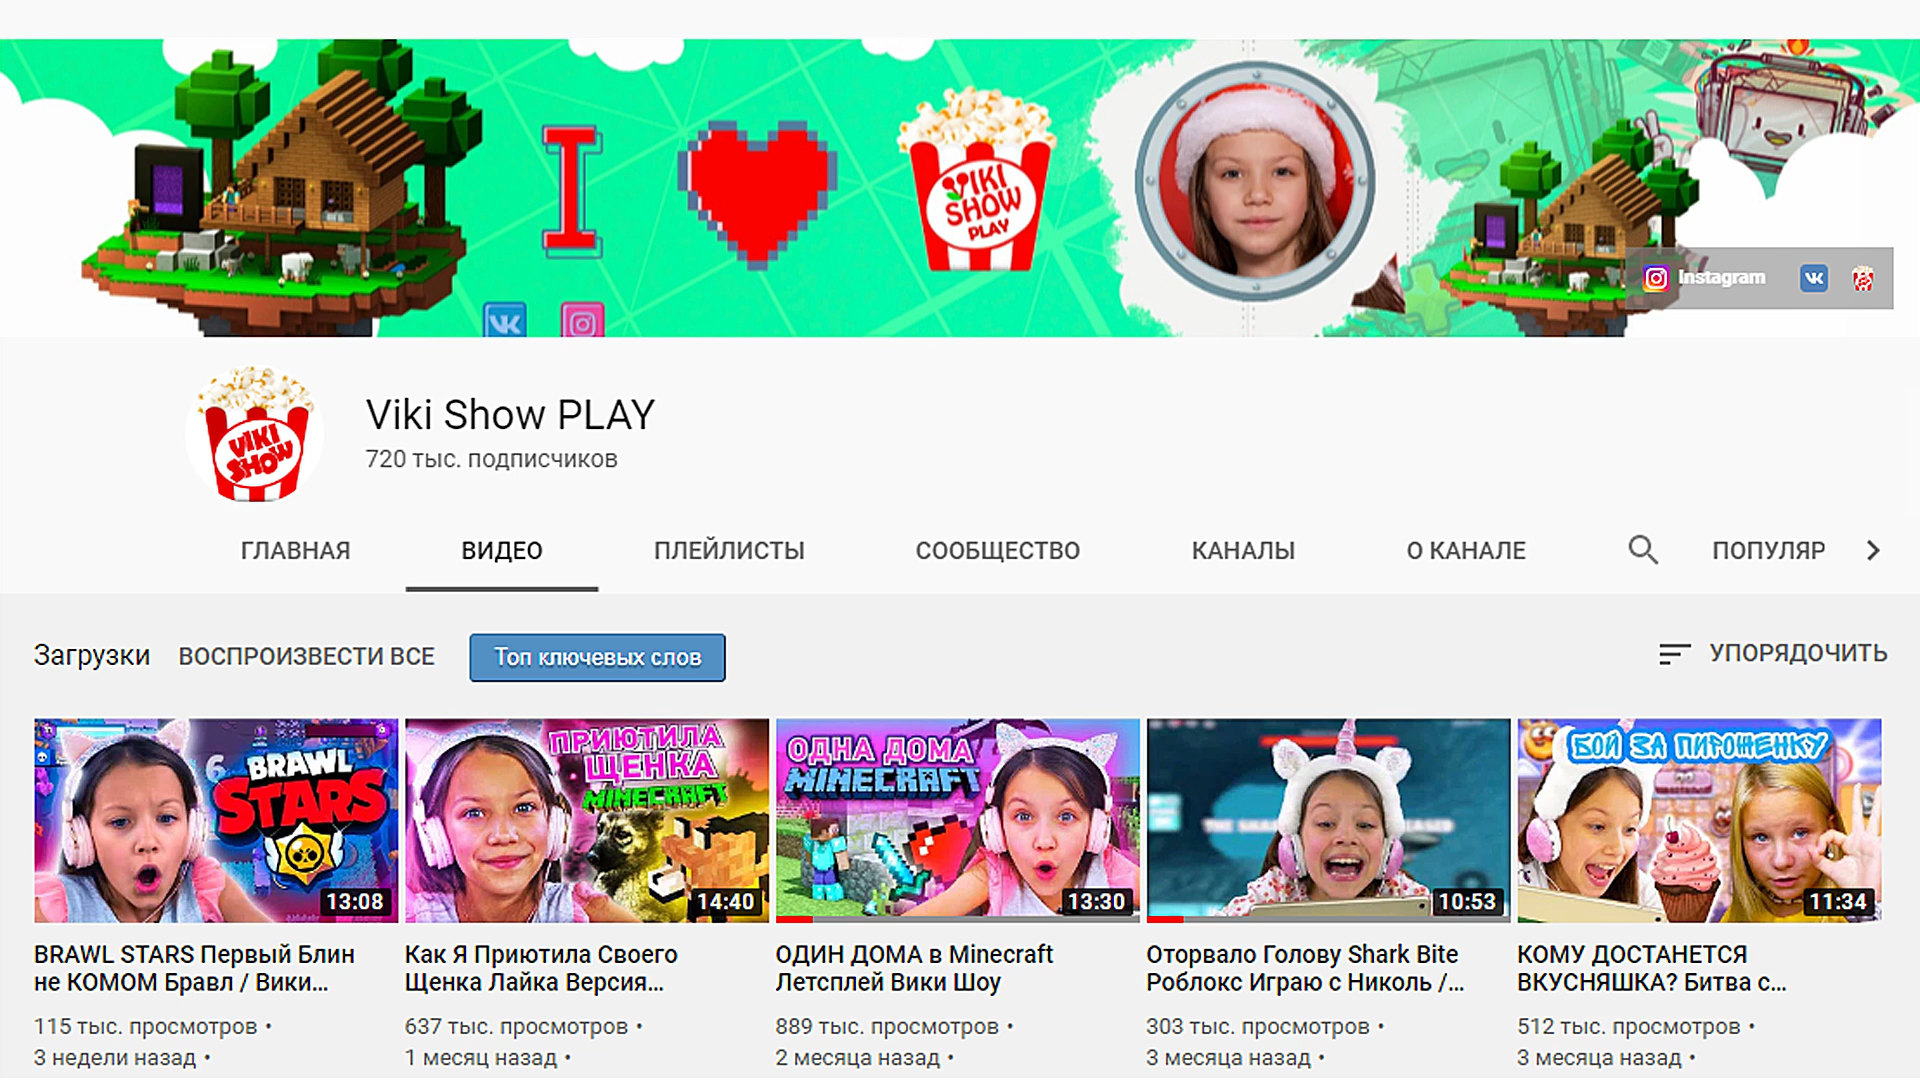 I
VIKI
SHOW
PLAY
Instagram
VIKI
SHOW
Viki Show PLAY
720 тыс. подписчиков
ГЛАВНАЯ
ВИДЕО
ПЛЕЙЛИСТЫ
СООБЩЕСТВО
КАНАЛЫ
О КАНАЛЕ
ПОПУЛЯР
Загрузки
ВОСПРОИЗВЕСТИ ВСЕ
Топ ключевых слов
УПОРЯДОЧИТЬ
6 BRAWL
STARS
13:08
ПРИЮТИЛА
ЩЕНКА
MINECRAFT
14:40
ОДНА ДОМА
MINECRAFT
13:30
10:53
БОЙ ЗА ПИРОЖЕНКУ
11:34
BRAWL STARS Первый Блин
не КОМОМ Бравл / Вики...
115 тыс. просмотров •
3 недели назад •
Как Я Приютила Своего
Щенка Лайка Версия...
637 тыс. просмотров •
1 месяц назад •
ОДИН ДОМА в Minecraft
Летсплей Вики Шоу
889 тыс. просмотров •
2 месяца назад •
Оторвало Голову Shark Bite
Роблокс Играю с Николь /...
303 тыс. просмотров •
3 месяца назад •
КОМУ ДОСТАНЕТСЯ
ВКУСНЯШКА? Битва с...
512 тыс. просмотров •
3 месяца назад •